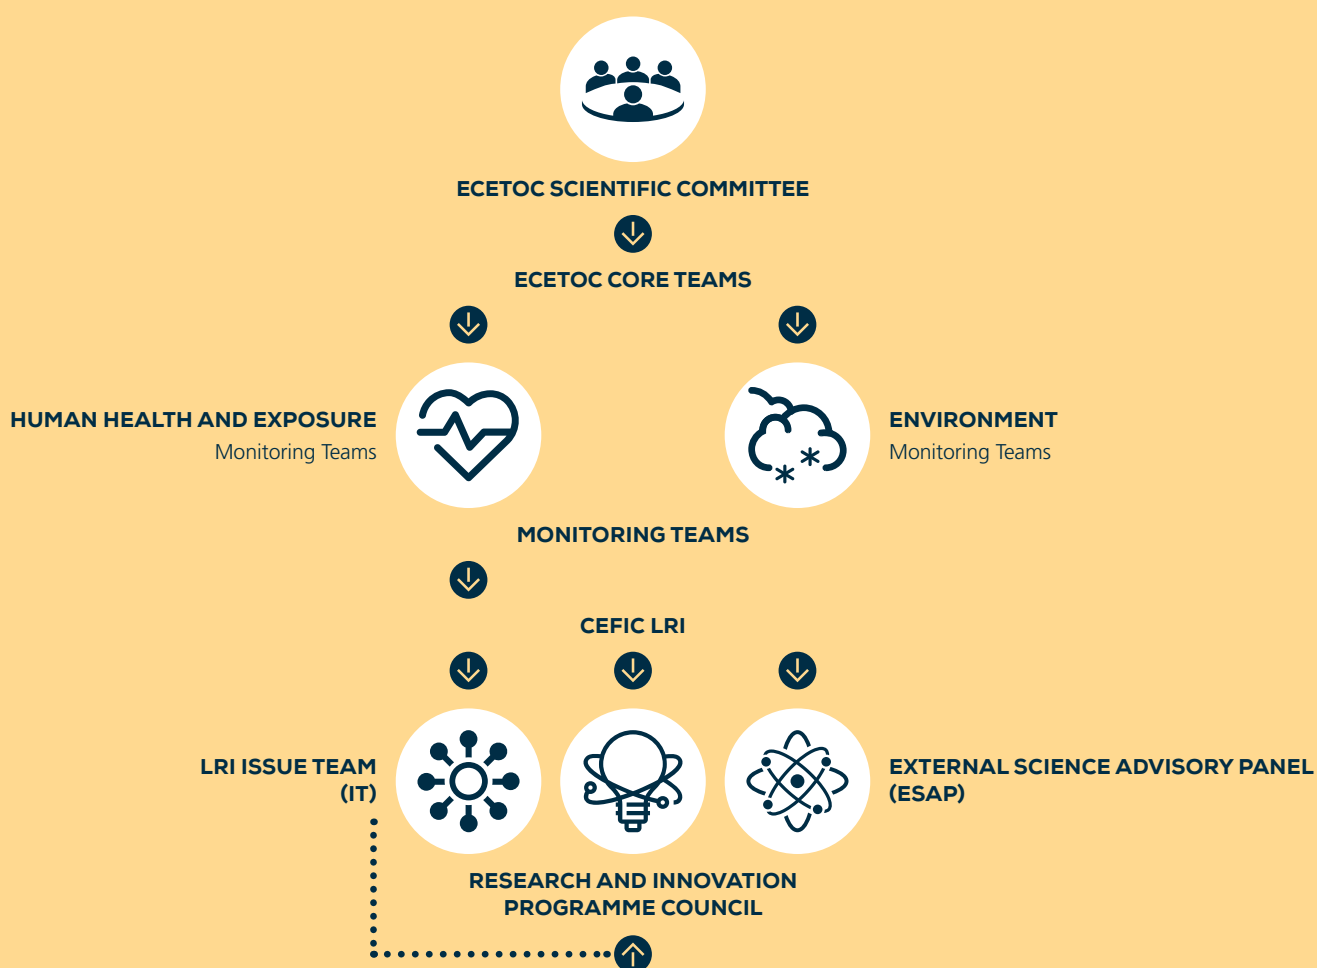 ECETOC SCIENTIFIC COMMITTEE
ECETOC CORE TEAMS
HUMAN HEALTH AND EXPOSURE
Monitoring Teams
ENVIRONMENT
Monitoring Teams
MONITORING TEAMS
CEFIC LRI
LRI ISSUE TEAM
(IT)
EXTERNAL SCIENCE ADVISORY PANEL
(ESAP)
RESEARCH AND INNOVATION
PROGRAMME COUNCIL